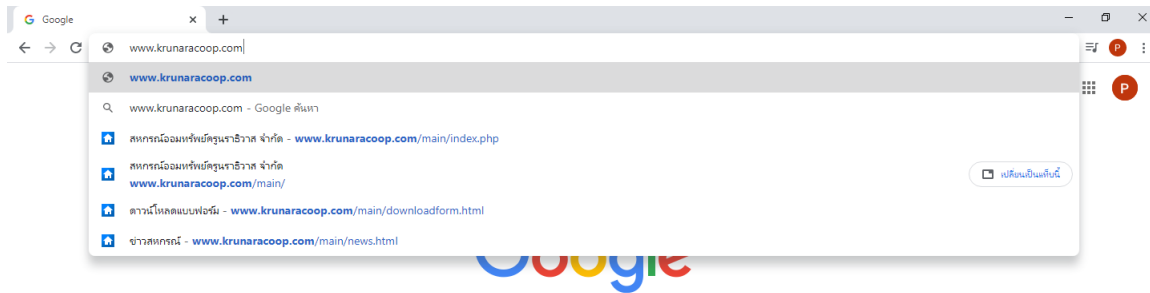 Google
www.krunaracoop.com
P
www.krunaracoop.com
www.krunaracoop.com - Google ค้นหา
P
สหกรณ์ออมทรัพย์ครูนราธิวาส จำกัด - www.krunaracoop.com/main/index.php
สหกรณ์ออมทรัพย์ครูนราธิวาส จำกัด
www.krunaracoop.com/main/
เปลี่ยนเป็นแท็บนี้
ดาวน์โหลดแบบฟอร์ม - www.krunaracoop.com/main/downloadform.html
ข่าวสหกรณ์ - www.krunaracoop.com/main/news.html
Google